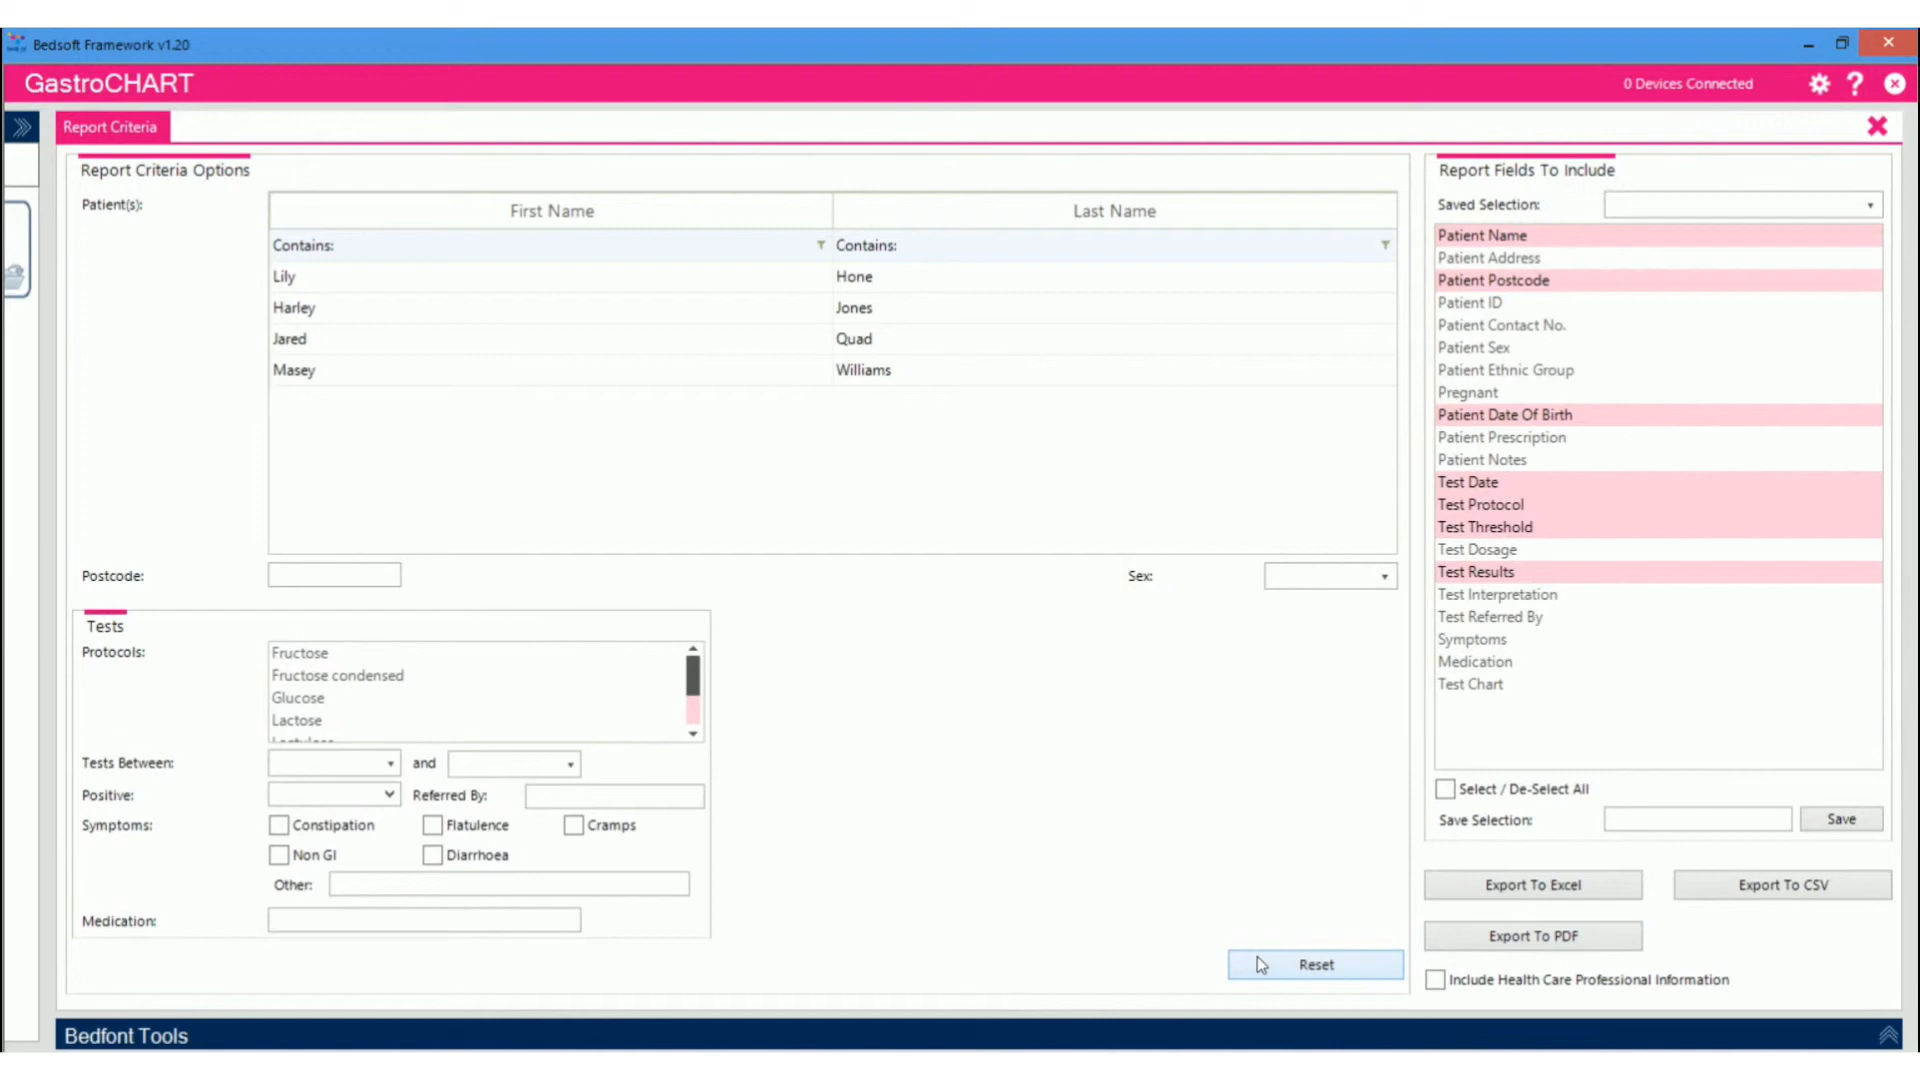 Bedsoft Framework v1.20
GastroCHART
0 Devices Connected
Report Criteria
Report Criteria Options
Patient(s):
First Name
Last Name
Contains:
Contains:
Lily
Hone
Harley
Jones
Jared
Quad
Masey
Williams
Postcode:
Sex:
Tests
Protocols:
Fructose
Fructose condensed
Glucose
Lactose
Tests Between:
and
Positive:
Referred By:
Symptoms:
Constipation
Flatulence
Cramps
Non GI
Diarrhoea
Other:
Medication:
Reset
Report Fields To Include
Saved Selection:
Patient Name
Patient Address
Patient Postcode
Patient ID
Patient Contact No.
Patient Sex
Patient Ethnic Group
Pregnant
Patient Date Of Birth
Patient Prescription
Patient Notes
Test Date
Test Protocol
Test Threshold
Test Dosage
Test Results
Test Interpretation
Test Referred By
Symptoms
Medication
Test Chart
Select / De-Select All
Save Selection:
Save
Export To Excel
Export To CSV
Export To PDF
Include Health Care Professional Information
Bedfont Tools